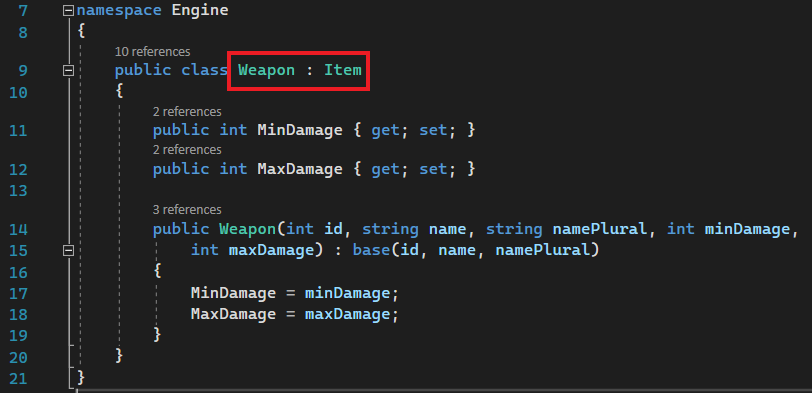 7 namespace Engine
8 {
10 references
9 public class Weapon : Item
10 {
2 references
11 public int MinDamage { get; set; }
2 references
12 public int MaxDamage { get; set; }
13
3 references
14 public Weapon(int id, string name, string namePlural, int minDamage,
15 int maxDamage) : base(id, name, namePlural)
16 {
17 MinDamage = minDamage;
18 MaxDamage = maxDamage;
19 }
20 }
21 }